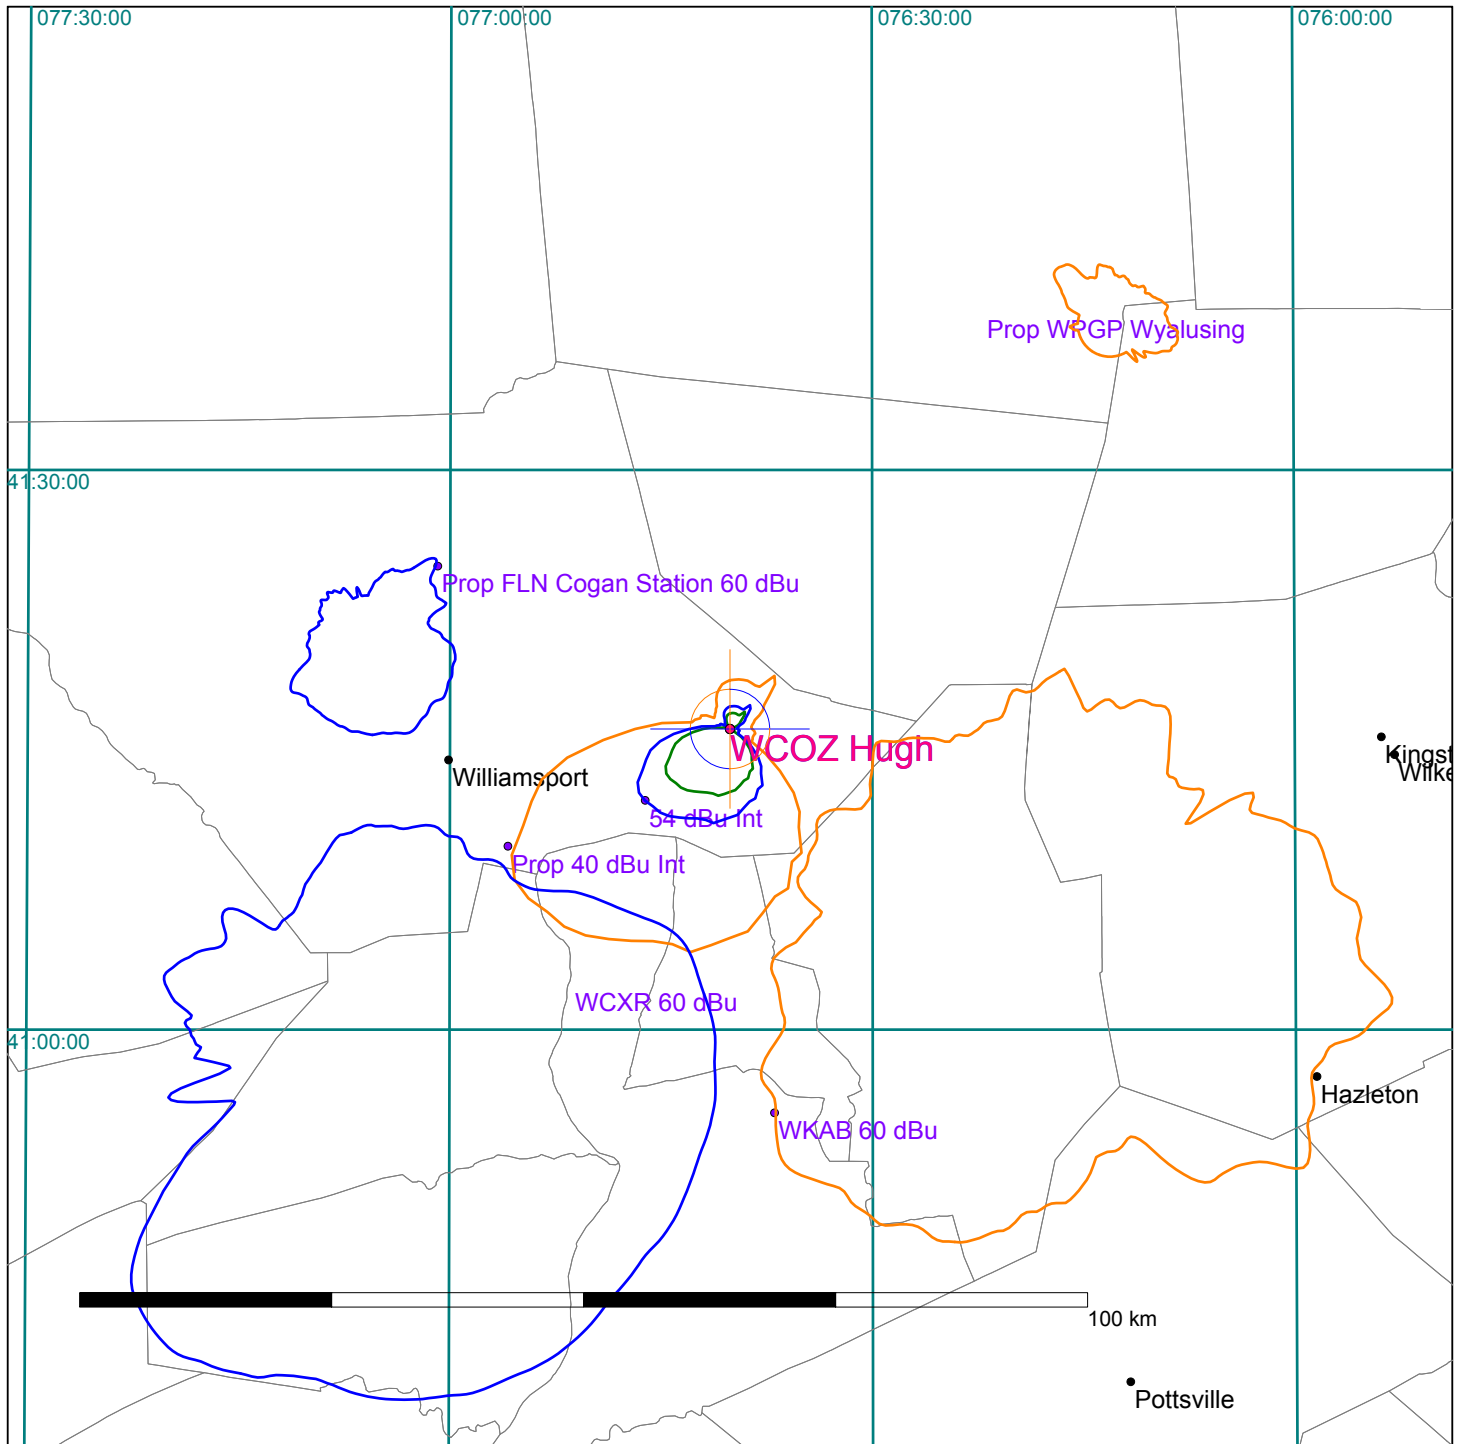 077:30:00
077:00:00
076:30:00
076:00:00
Prop WPGP Wyalusing
41:30:00
Prop FLN Cogan Station 60 dBu
WCOZ Hugh
Kingst
Wilke
Williamsport
54 dBu Int
Prop 40 dBu Int
WCXR 60 dBu
41:00:00
Hazleton
WKAB 60 dBu
100 km
Pottsville